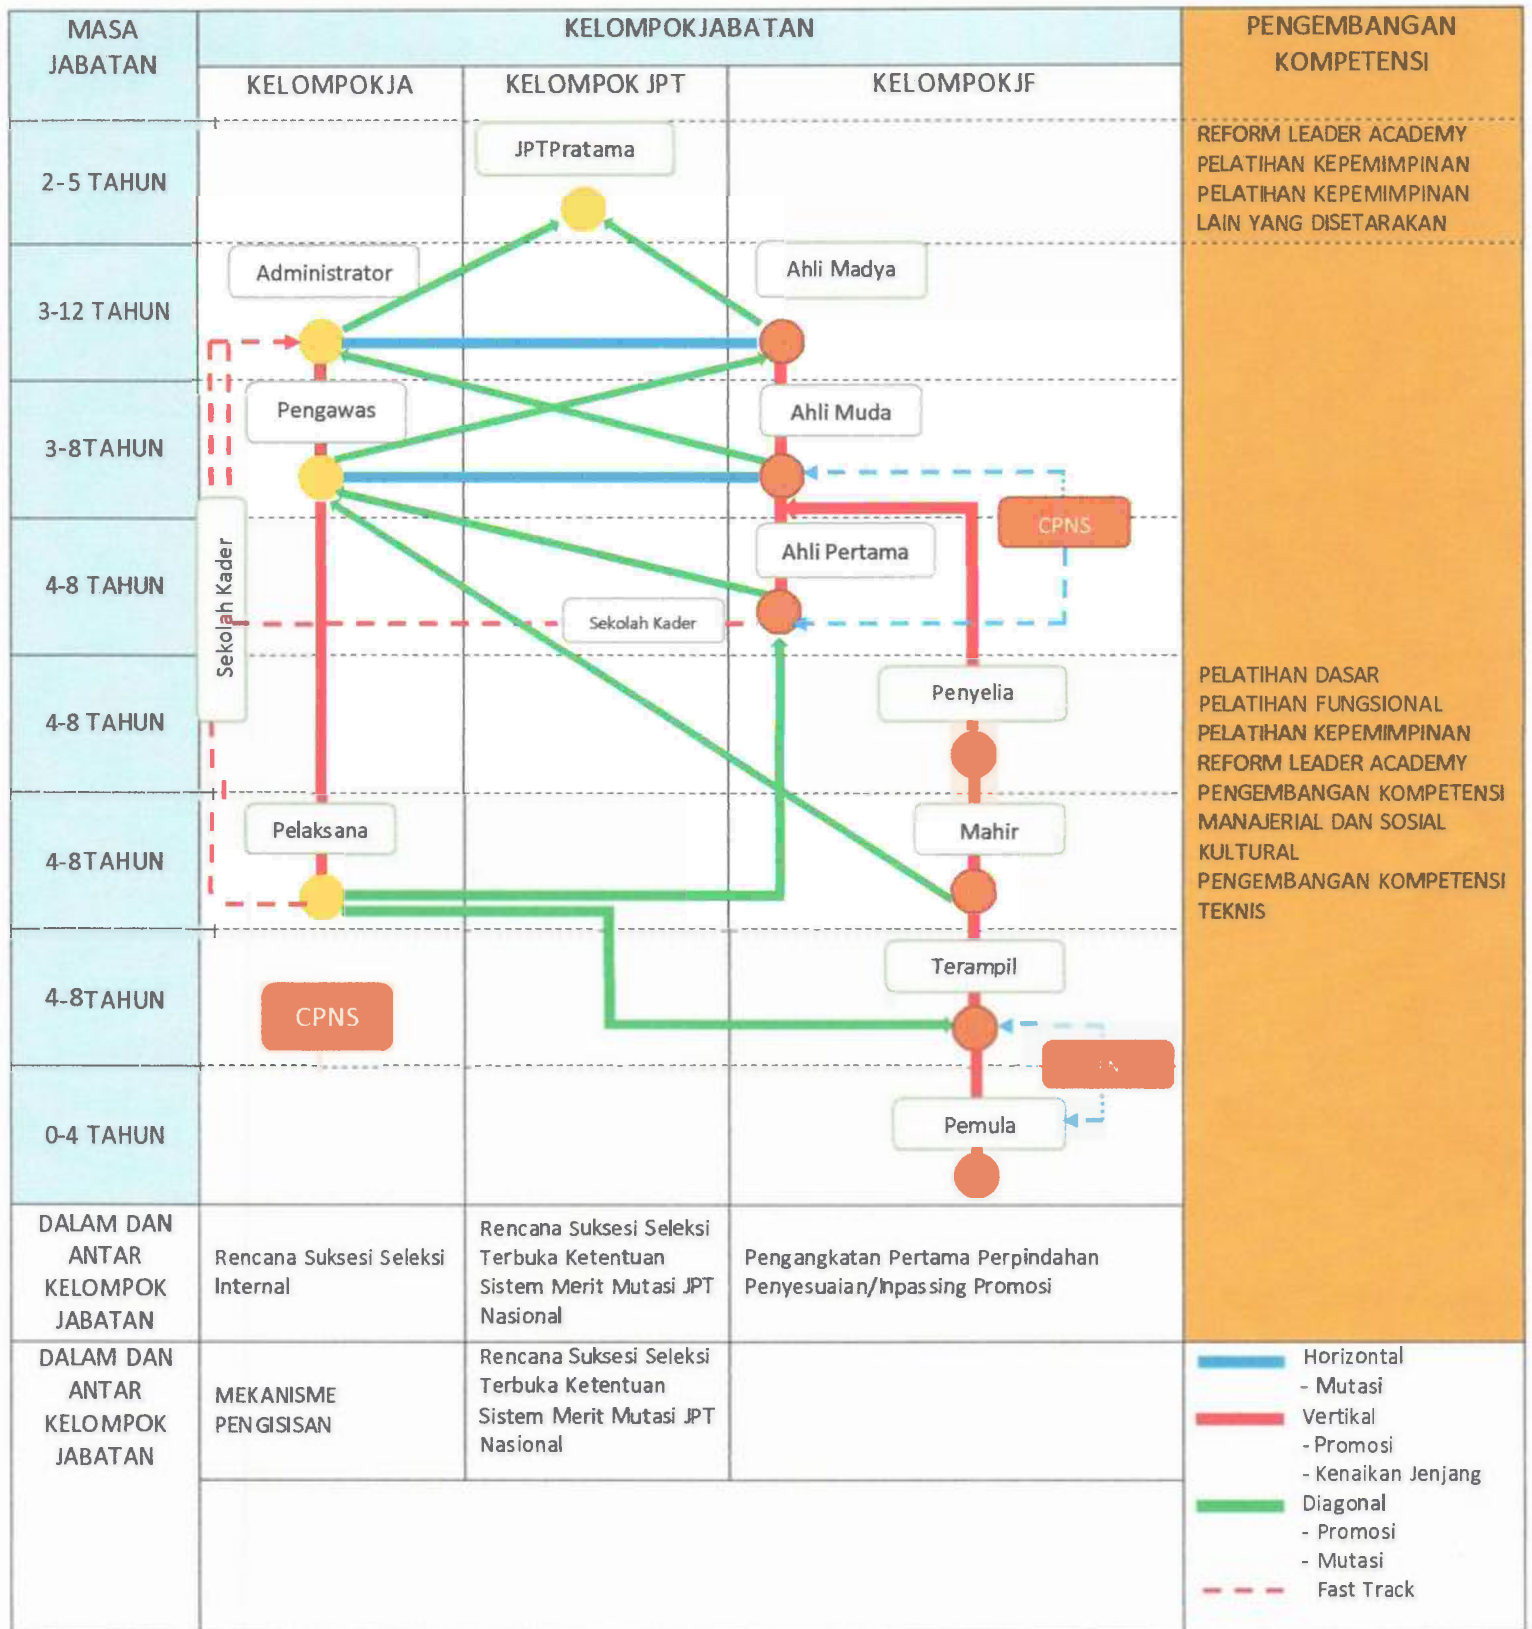 MASA
JABATAN
KELOMPOKJABATAN
PENGEMBANGAN
KOMPETENSI
KELOMPOKJA
KELOMPOK JPT
KELOMPOKJF
2-5 TAHUN
JPTPratama
REFORM LEADER ACADEMY
PELATIHAN KEPEMIMPINAN
PELATIHAN KEPEMIMPINAN
LAIN YANG DISETARAKAN
3-12 TAHUN
Administrator
Ahli Madya
3-8TAHUN
Pengawas
Ahli Muda
CPNS
4-8 TAHUN
Sekolah Kader
Ahli Pertama
Sekolah Kader
4-8 TAHUN
Penyelia
PELATIHAN DASAR
PELATIHAN FUNGSIONAL
PELATIHAN KEPEMIMPINAN
REFORM LEADER ACADEMY
PENGEMBANGAN KOMPETENSI
MANAJERIAL DAN SOSIAL
KULTURAL
PENGEMBANGAN KOMPETENSI
TEKNIS
4-8TAHUN
Pelaksana
Mahir
4-8TAHUN
CPNS
Terampil
0-4 TAHUN
Pemula
DALAM DAN
ANTAR
KELOMPOK
JABATAN
Rencana Suksesi Seleksi
Internal
Rencana Suksesi Seleksi
Terbuka Ketentuan
Sistem Merit Mutasi JPT
Nasional
Pengangkatan Pertama Perpindahan
Penyesuaian/Inpassing Promosi
DALAM DAN
ANTAR
KELOMPOK
JABATAN
MEKANISME
PENGISISAN
Rencana Suksesi Seleksi
Terbuka Ketentuan
Sistem Merit Mutasi JPT
Nasional
Horizontal
- Mutasi
Vertikal
- Promosi
- Kenaikan Jenjang
Diagonal
- Promosi
- Mutasi
Fast Track